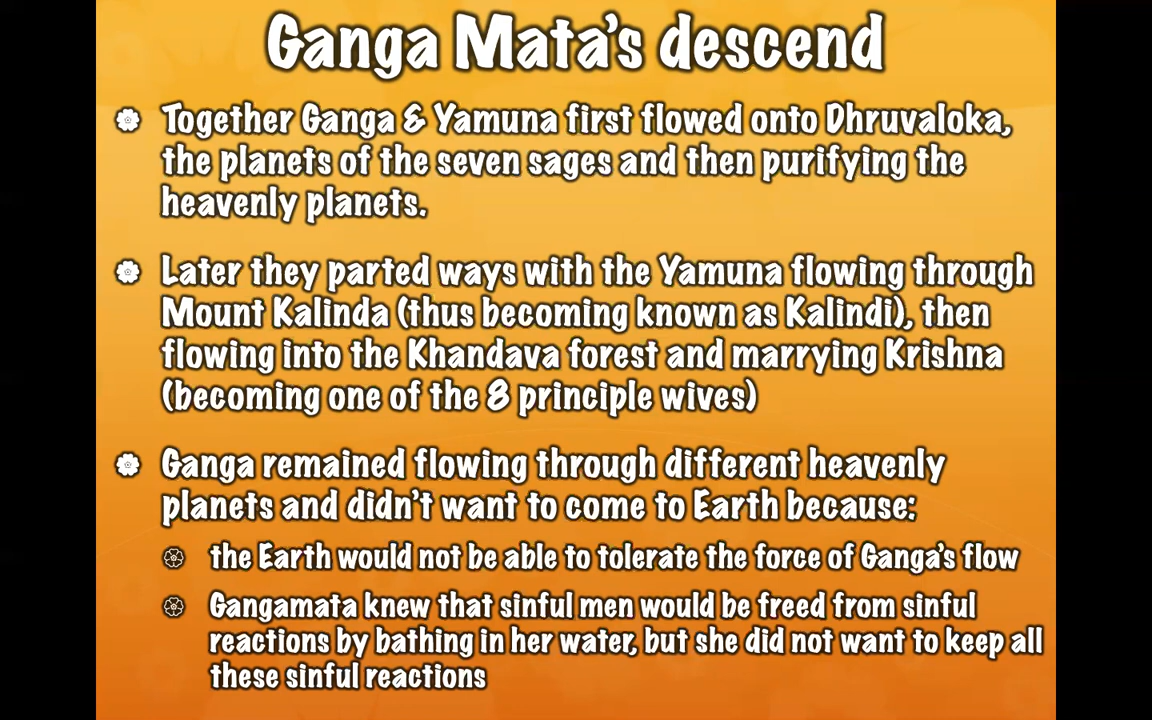 Ganga Mata's descend
Together Ganga & Yamuna first flowed onto Dhruvaloka,
the planets of the seven sages and then purifying the
heavenly planets.
Later they parted ways with the Yamuna flowing through
Mount Kalinda (thus becoming known as Kalindi), then
flowing into the Khandava forest and marrying Krishna
(becoming one of the 8 principle wives)
Ganga remained flowing through different heavenly
planets and didn't want to come to Earth because:
the Earth would not be able to tolerate the force of Ganga's flow
Gangamata knew that sinful men would be freed from sinful
reactions by bathing in her water, but she did not want to keep all
these sinful reactions